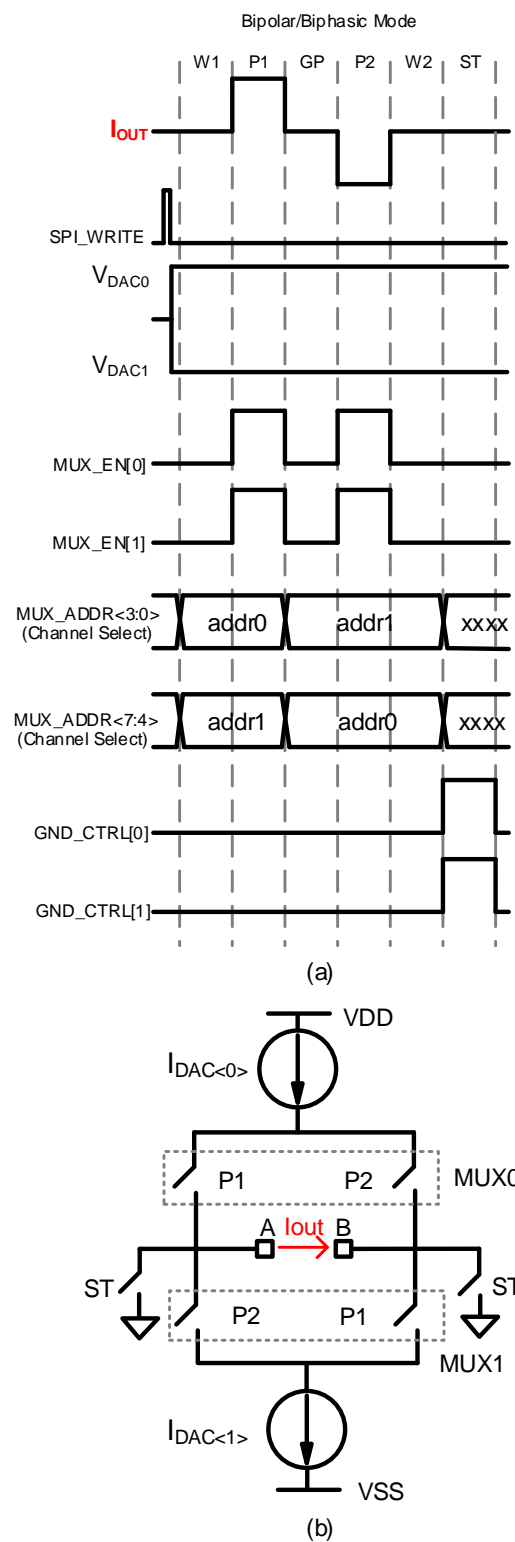 Bipolar/Biphasic Mode
W1 P1 GP P2 W2 ST
IOUT
SPI_WRITE
VDAC0
VDAC1
MUX_EN[0]
MUX_EN[1]
MUX_ADDR<3:0>
(Channel Select)
addr0 addr1 xxxx
MUX_ADDR<7:4>
(Channel Select)
addr1 addr0 xxxx
GND_CTRL[0]
GND_CTRL[1]
(a)
VDD
IDAC<0>
P1 P2 MUX0
A Iout B
ST ST
P2 P1
MUX1
IDAC<1>
VSS
(b)